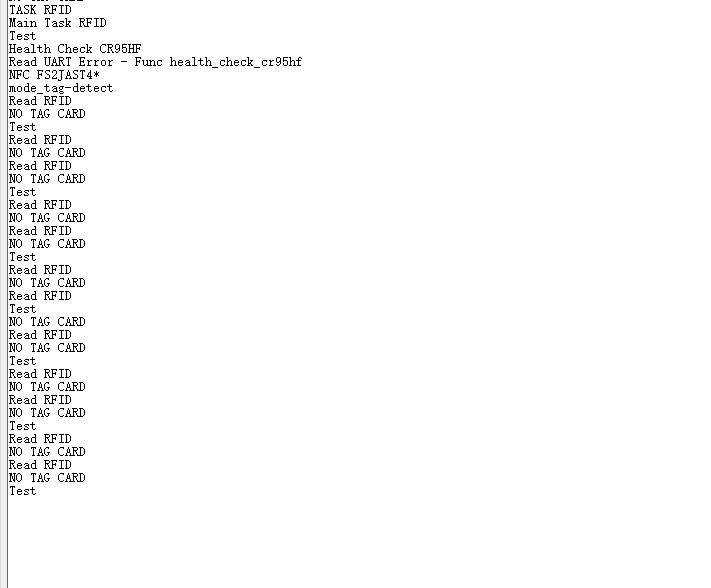 TASK RFID
Main Task RFID
Test
Health Check CR95HF
Read UART Error - Func health_check_cr95hf
NFC FS2JAST4*
mode_tag-detect
Read RFID
NO TAG CARD
Test
Read RFID
NO TAG CARD
Read RFID
NO TAG CARD
Test
Read RFID
NO TAG CARD
Read RFID
NO TAG CARD
Test
Read RFID
NO TAG CARD
Read RFID
Test
NO TAG CARD
Read RFID
NO TAG CARD
Test
Read RFID
NO TAG CARD
Read RFID
NO TAG CARD
Test
Read RFID
NO TAG CARD
Read RFID
NO TAG CARD
Test